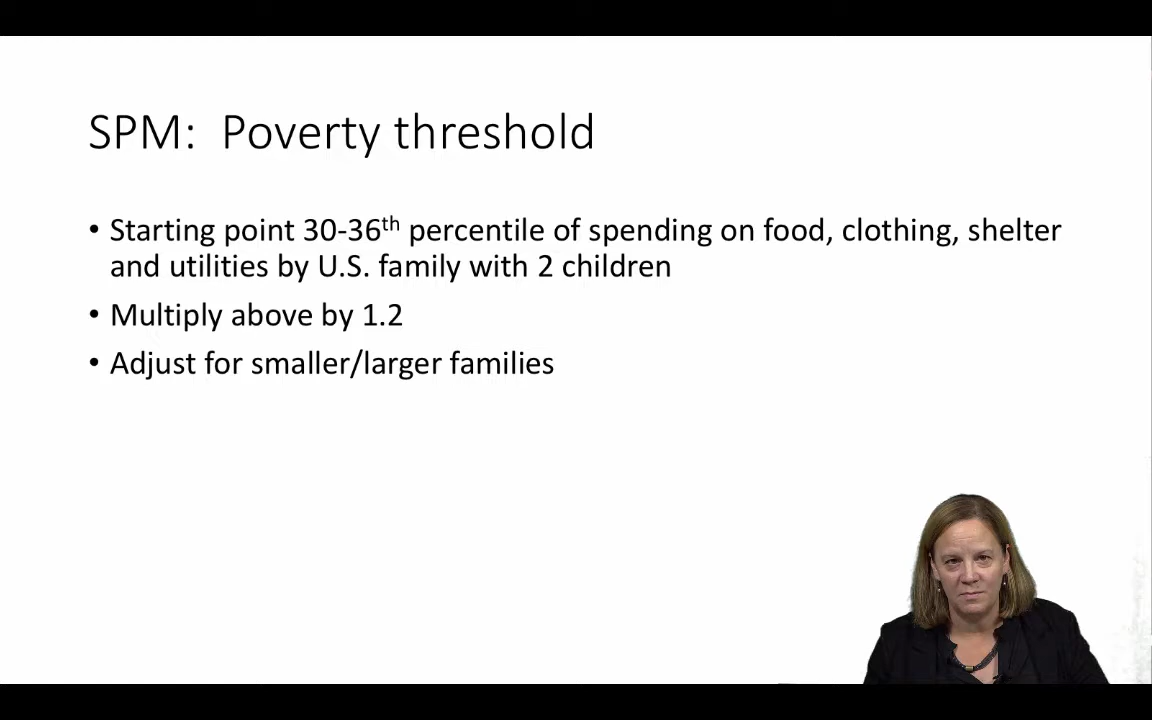 SPM:  Poverty threshold
• Starting point 30-36th percentile of spending on food, clothing, shelter
and utilities by U.S. family with 2 children
• Multiply above by 1.2
• Adjust for smaller/larger families